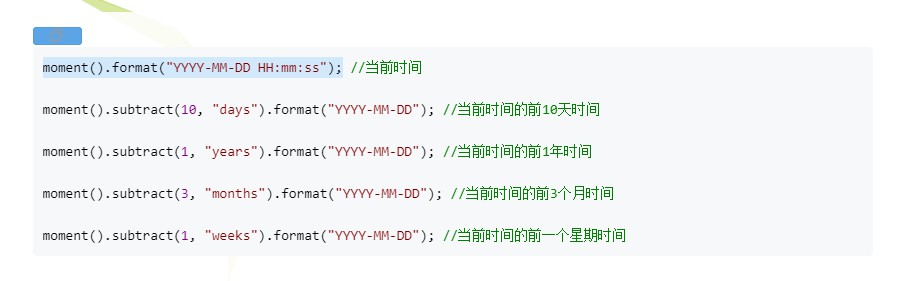 moment().format("YYYY-MM-DD HH:mm:ss"); //当前时间
moment().subtract(10, "days").format("YYYY-MM-DD"); //当前时间的前10天时间
moment().subtract(1, "years").format("YYYY-MM-DD"); //当前时间的前1年时间
moment().subtract(3, "months").format("YYYY-MM-DD"); //当前时间的前3个月时间
moment().subtract(1, "weeks").format("YYYY-MM-DD"); //当前时间的前一个星期时间